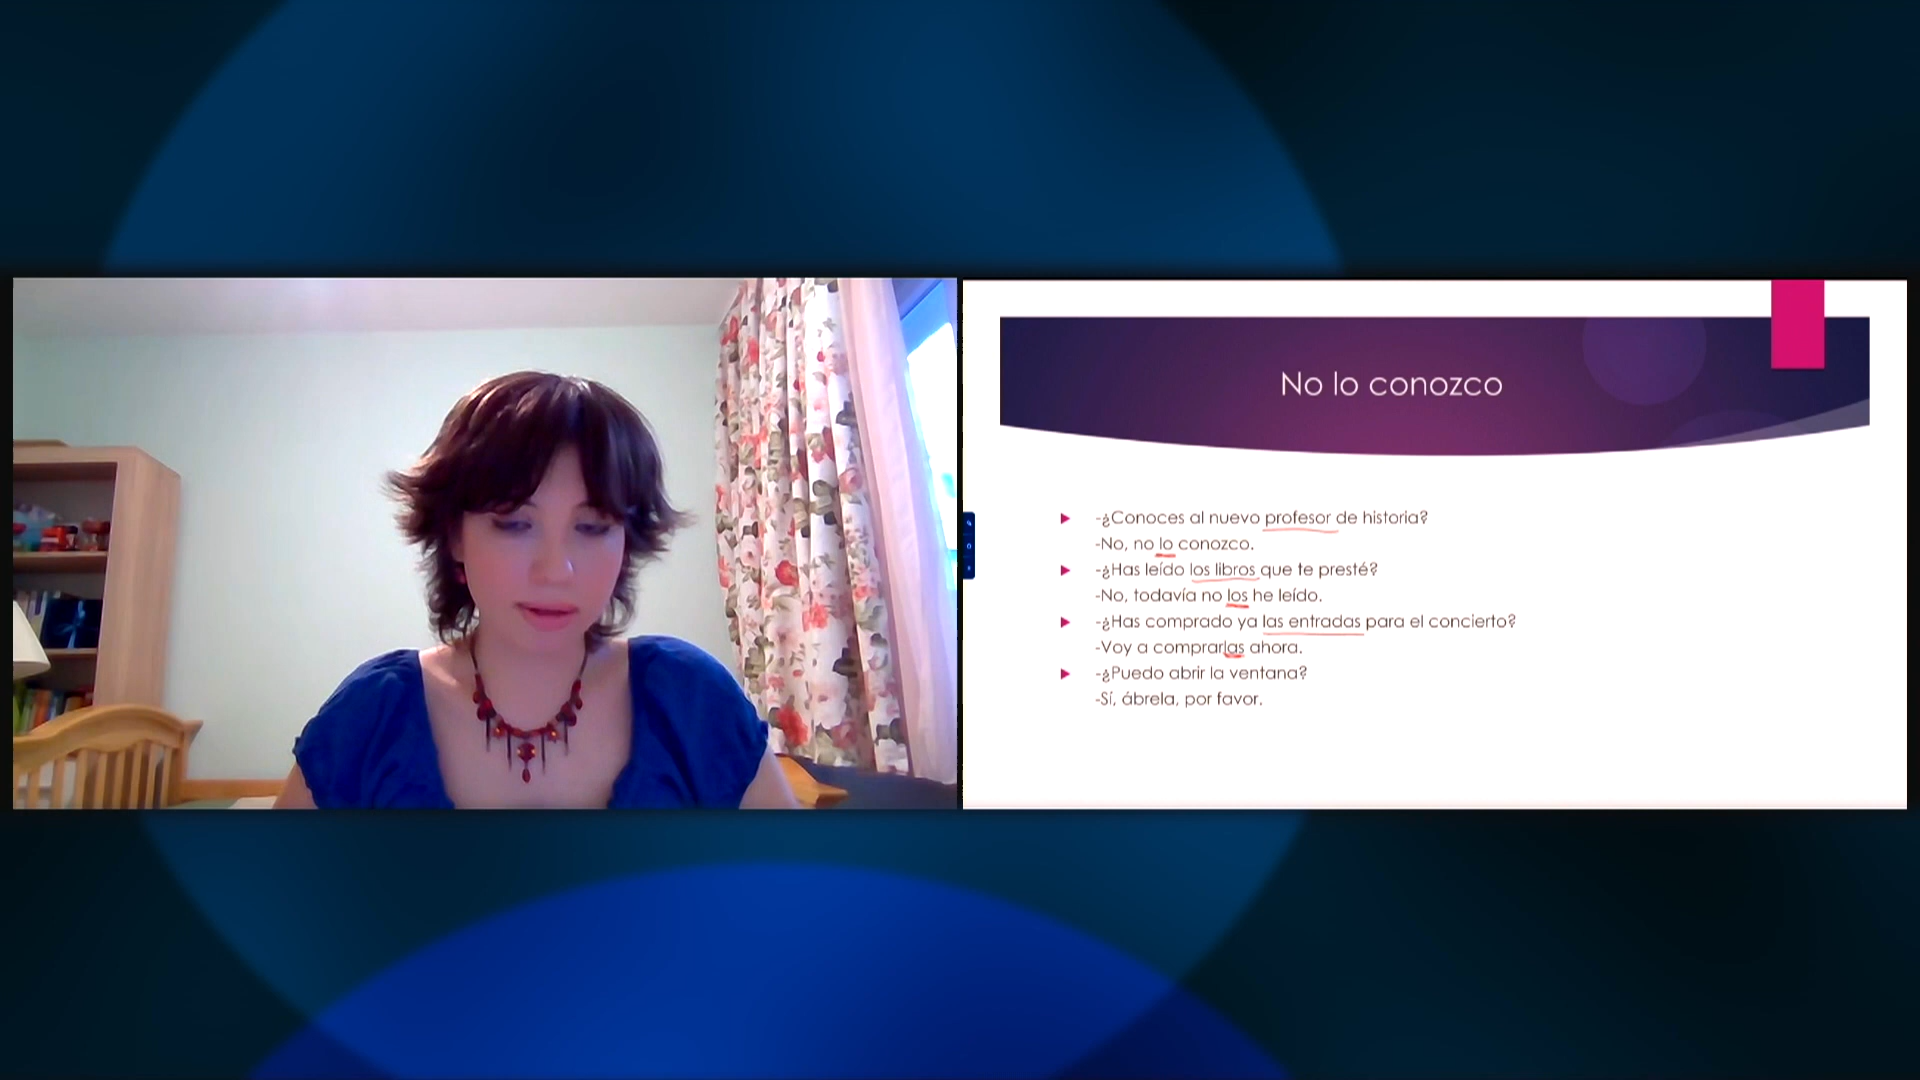 No lo conozco
-¿Conoces al nuevo profesor de historia?
-No, no lo conozco.
-¿Has leído los libros que te presté?
-No, todavía no los he leído.
-¿Has comprado ya las entradas para el concierto?
-Voy a comprarlas ahora.
-¿Puedo abrir la ventana?
-Sí, ábrela, por favor.